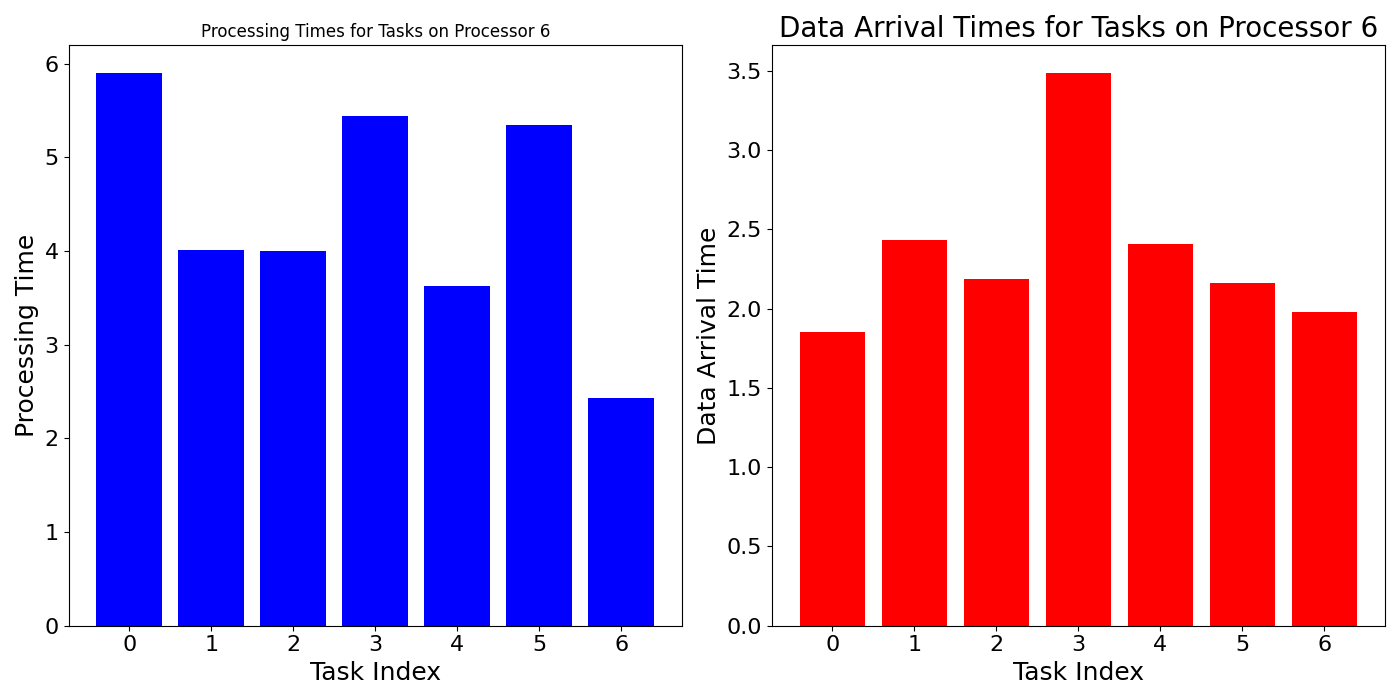 Processing Times for Tasks on Processor 6
6
5
4
3
2
1
0
Processing Time
0 1 2 3 4 5 6
Task Index
Data Arrival Times for Tasks on Processor 6
3.5
3.0
2.5
2.0
1.5
1.0
0.5
0.0
Data Arrival Time
0 1 2 3 4 5 6
Task Index